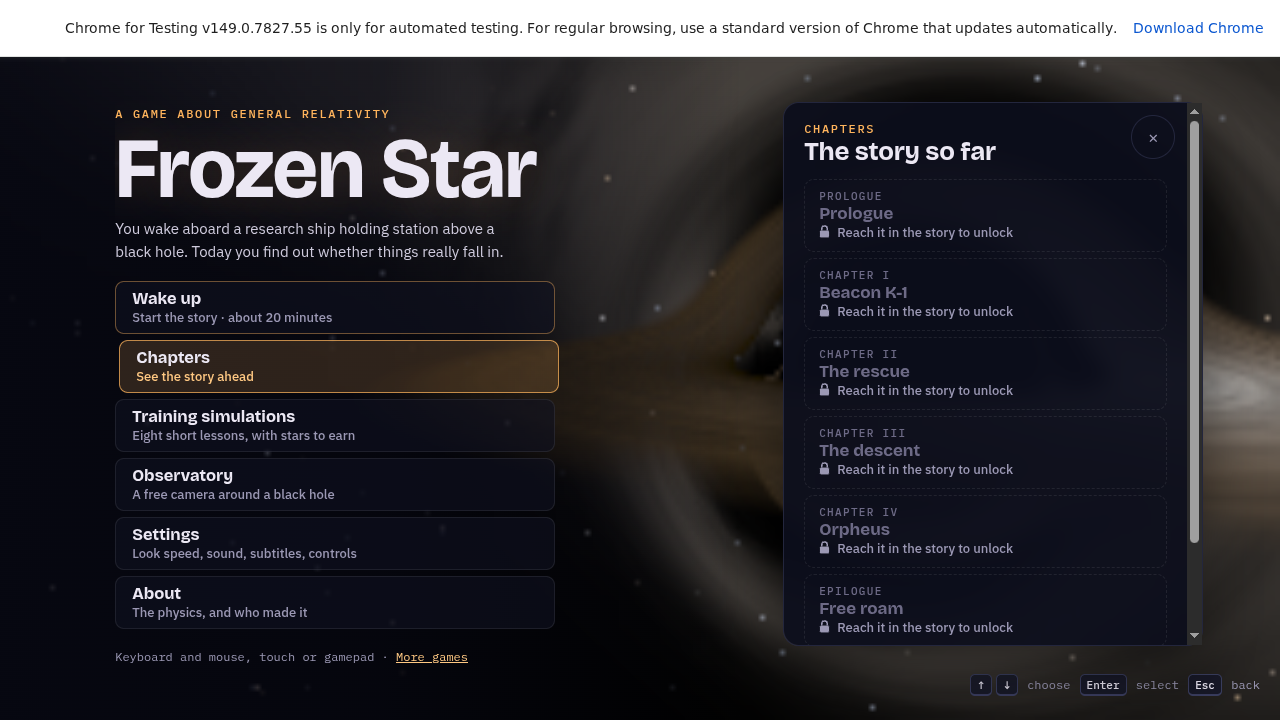 Chrome for Testing v149.0.7827.55 is only for automated testing. For regular browsing, use a standard version of Chrome that updates automatically. Download Chrome
A GAME ABOUT GENERAL RELATIVITY
Frozen Star
You wake aboard a research ship holding station above a
black hole. Today you find out whether things really fall in.
Wake up
Start the story · about 20 minutes
Chapters
See the story ahead
Training simulations
Eight short lessons, with stars to earn
Observatory
A free camera around a black hole
Settings
Look speed, sound, subtitles, controls
About
The physics, and who made it
Keyboard and mouse, touch or gamepad · More games
CHAPTERS
The story so far
×
PROLOGUE
Prologue
Reach it in the story to unlock
CHAPTER I
Beacon K-1
Reach it in the story to unlock
CHAPTER II
The rescue
Reach it in the story to unlock
CHAPTER III
The descent
Reach it in the story to unlock
CHAPTER IV
Orpheus
Reach it in the story to unlock
EPILOGUE
Free roam
Reach it in the story to unlock
↑ ↓ choose Enter select Esc back